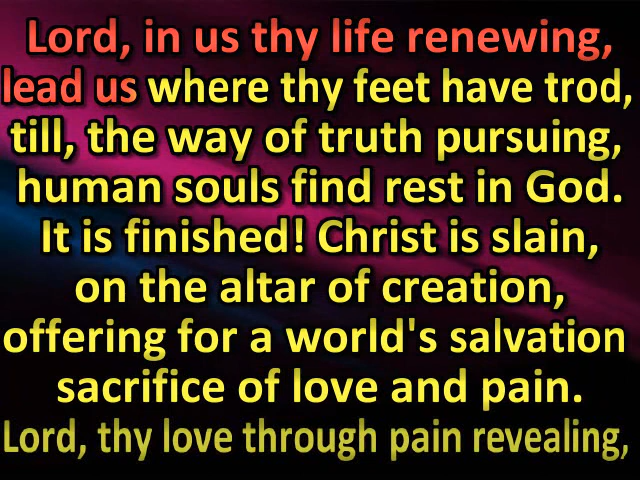 Lord, in us thy life renewing,
lead us where thy feet have trod,
till, the way of truth pursuing,
human souls find rest in God.
It is finished! Christ is slain,
on the altar of creation,
offering for a world's salvation
sacrifice of love and pain.
Lord, thy love through pain revealing,